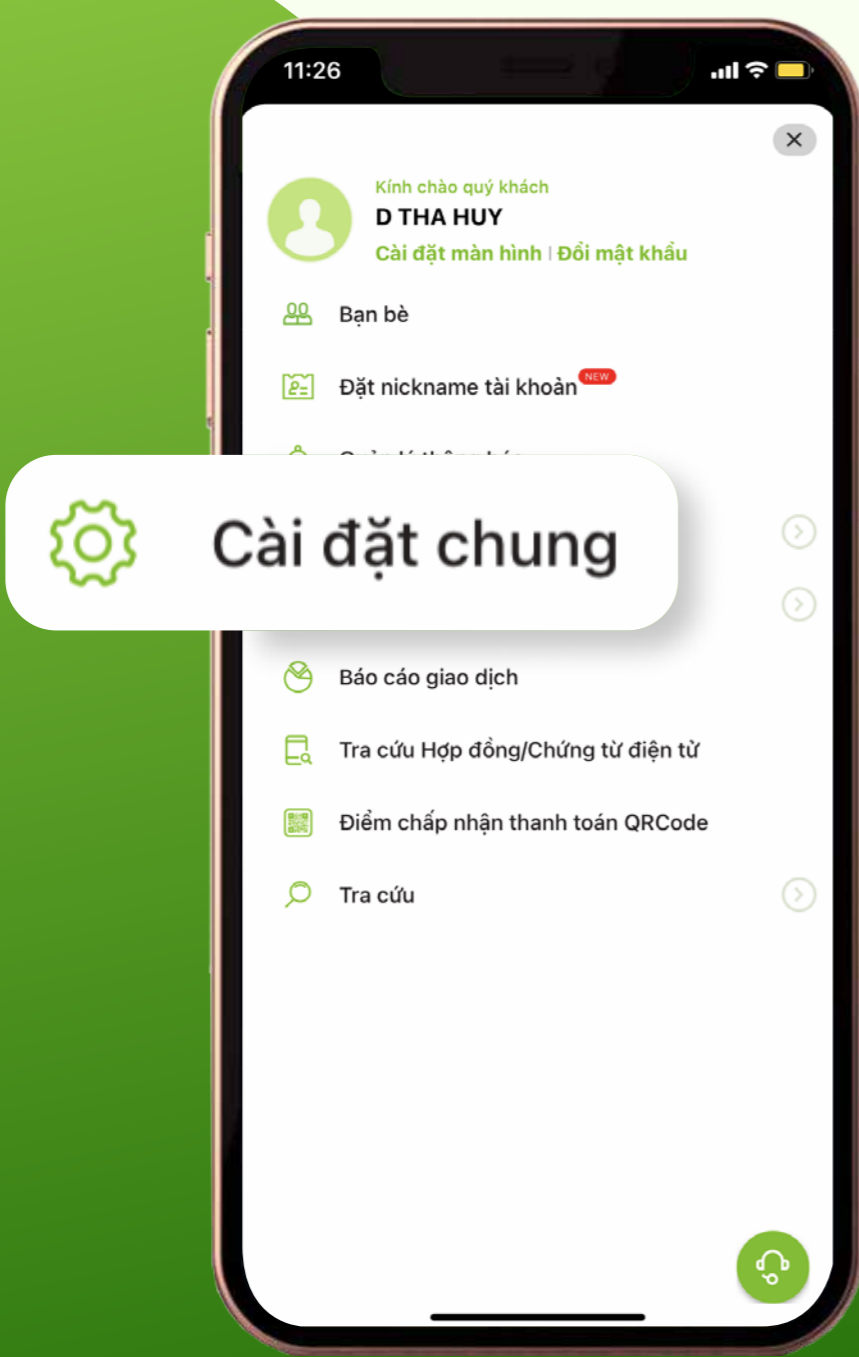 11:26
Kính chào quý khách
D THA HUY
Cài đặt màn hình | Đổi mật khẩu
Bạn bè
Đặt nickname tài khoản NEW
Cài đặt chung
Báo cáo giao dịch
Tra cứu Hợp đồng/Chứng từ điện tử
Điểm chấp nhận thanh toán QRCode
Tra cứu